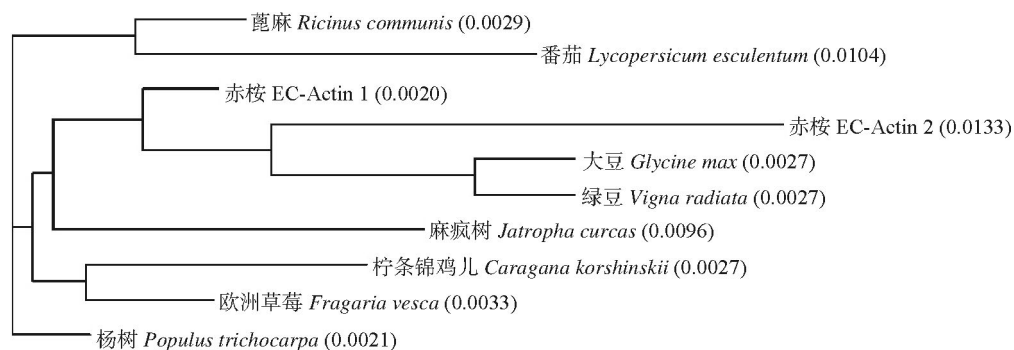 蓖麻 Ricinus communis (0.0029)
番茄 Lycopersicum esculentum (0.0104)
赤桉 EC-Actin 1 (0.0020)
赤桉 EC-Actin 2 (0.0133)
大豆 Glycine max (0.0027)
绿豆 Vigna radiata (0.0027)
麻疯树 Jatropha curcas (0.0096)
柠条锦鸡儿 Caragana korshinskii (0.0027)
欧洲草莓 Fragaria vesca (0.0033)
杨树 Populus trichocarpa (0.0021)